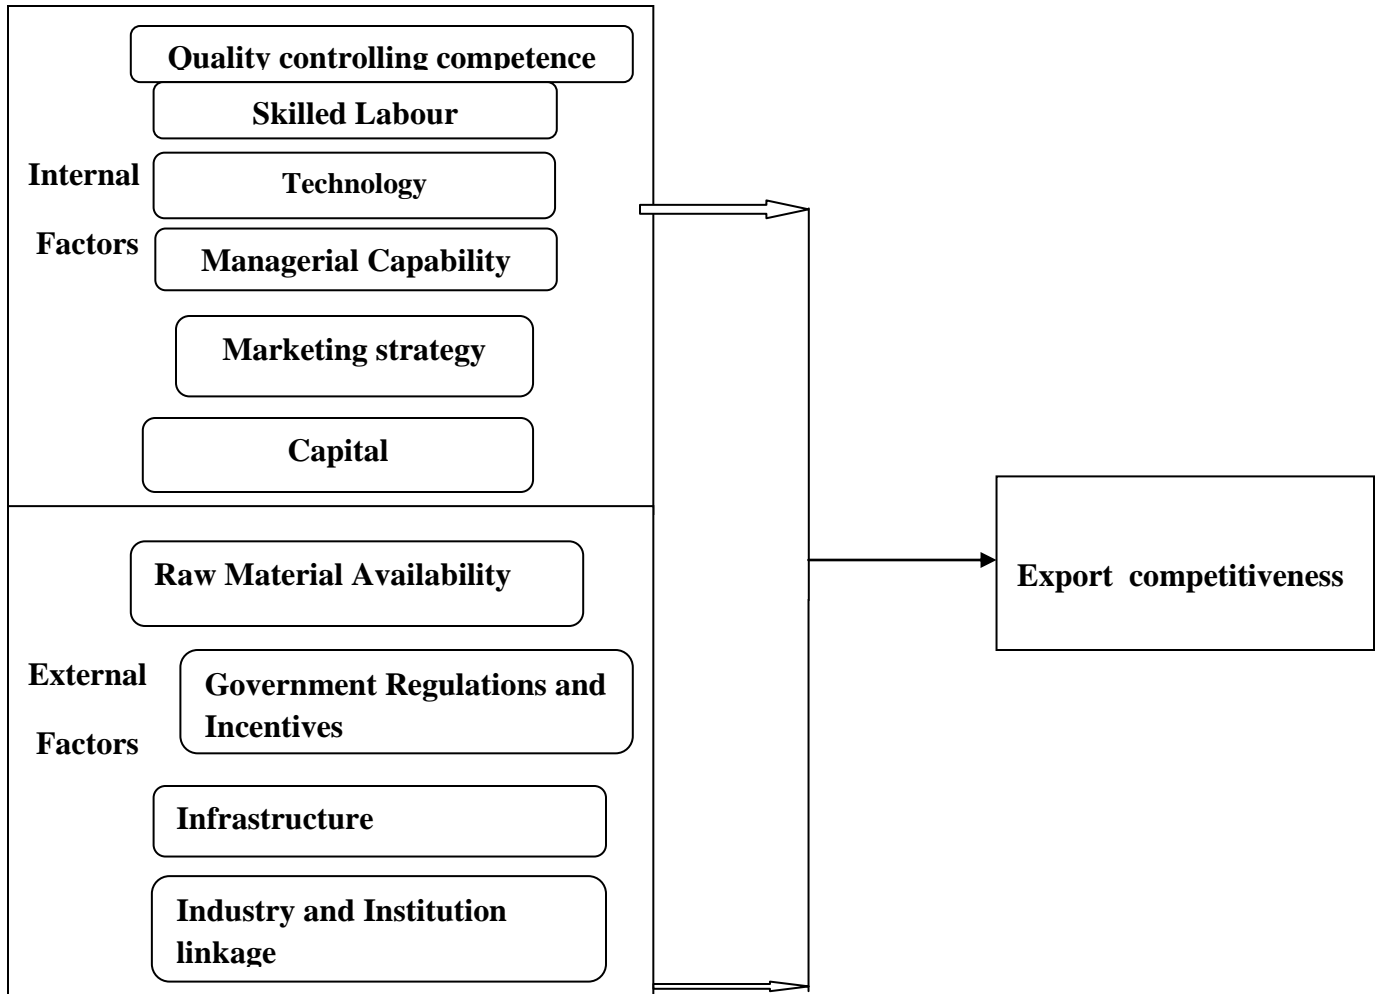 Quality controlling competence
Skilled Labour
Internal
Technology
Factors
Managerial Capability
Marketing strategy
Capital
Raw Material Availability
Export competitiveness
External
Government Regulations and
Incentives
Factors
Infrastructure
Industry and Institution
linkage